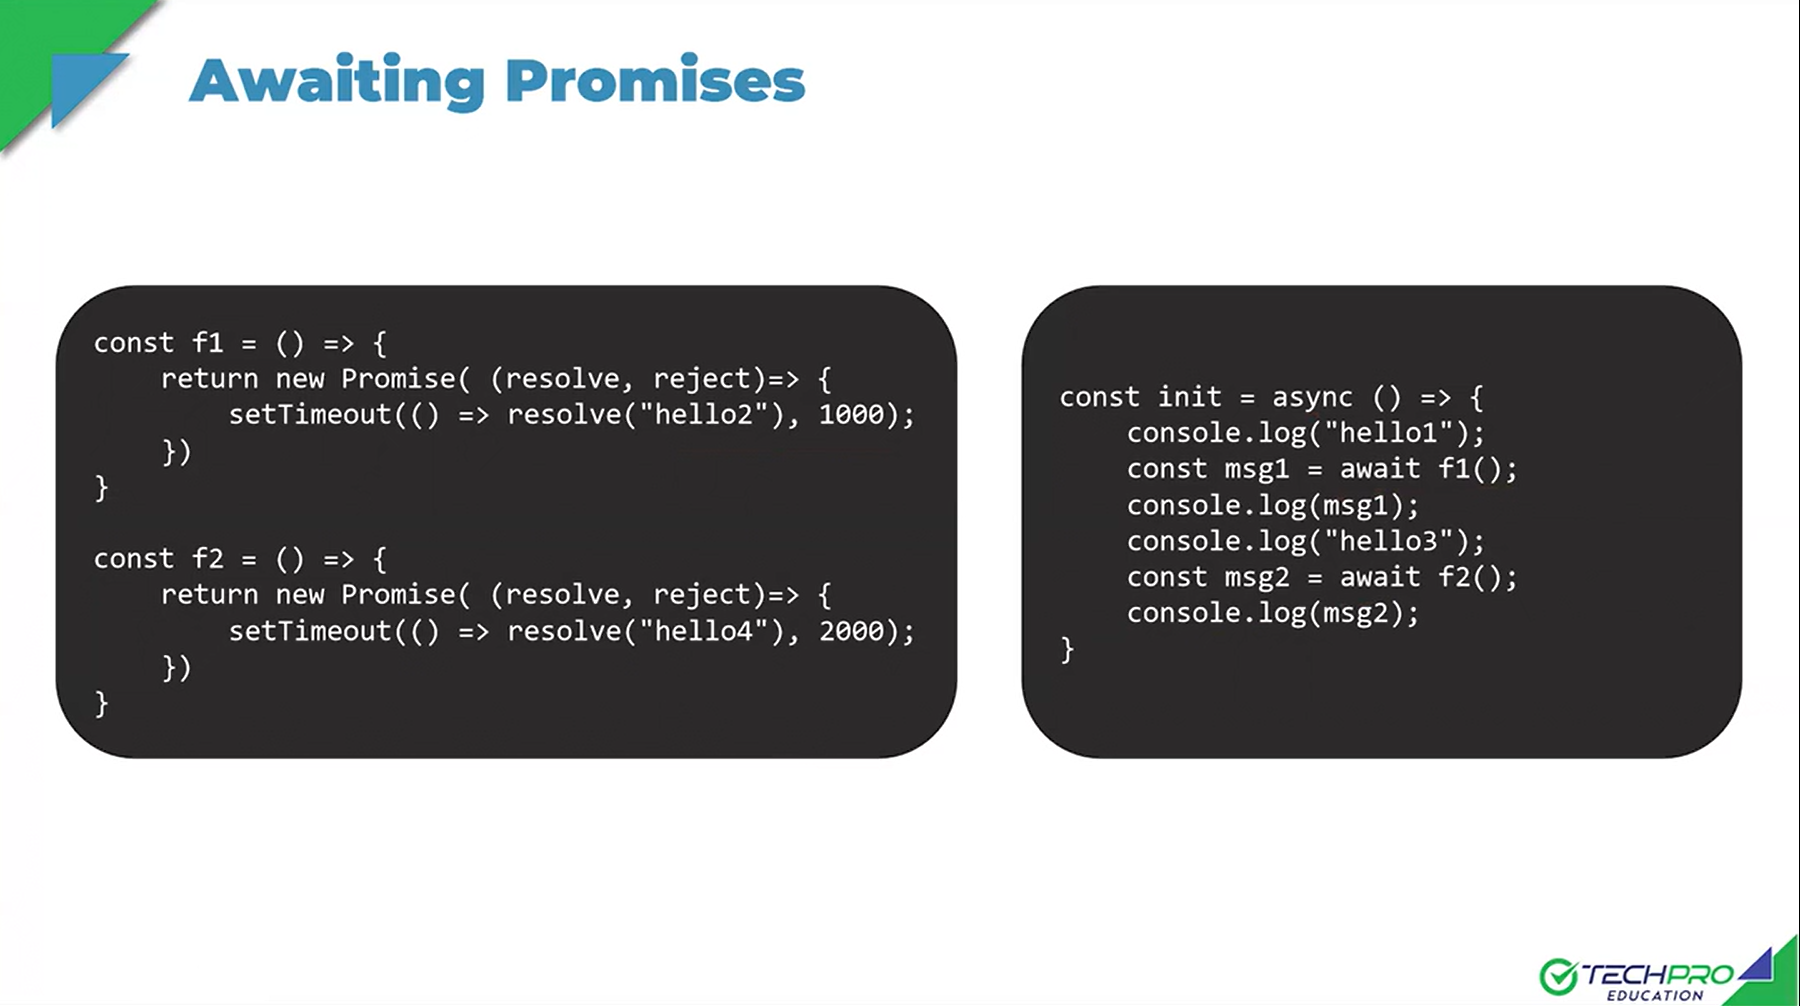 Awaiting Promises
const f1 = () => {
    return new Promise( (resolve, reject)=> {
        setTimeout(() => resolve("hello2"), 1000);
    })
}
const f2 = () => {
    return new Promise( (resolve, reject)=> {
        setTimeout(() => resolve("hello4"), 2000);
    })
}
const init = async () => {
    console.log("hello1");
    const msg1 = await f1();
    console.log(msg1);
    console.log("hello3");
    const msg2 = await f2();
    console.log(msg2);
}
TECHPRO
EDUCATION